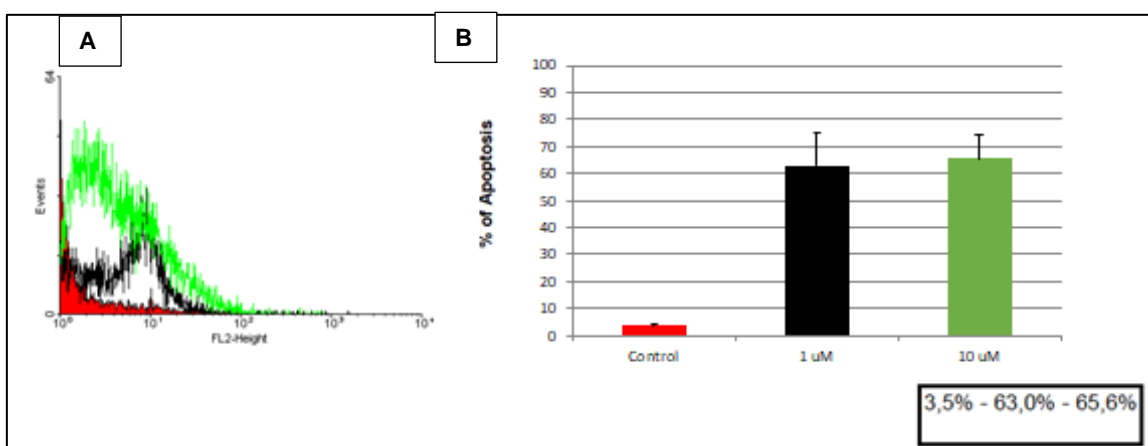 A
64
Events
0
10⁰ 10¹ 10² 10³ 10⁴
FL2-Height
B
% of Apoptosis
100
90
80
70
60
50
40
30
20
10
0
Control 1 uM 10 uM
3,5% - 63,0% - 65,6%